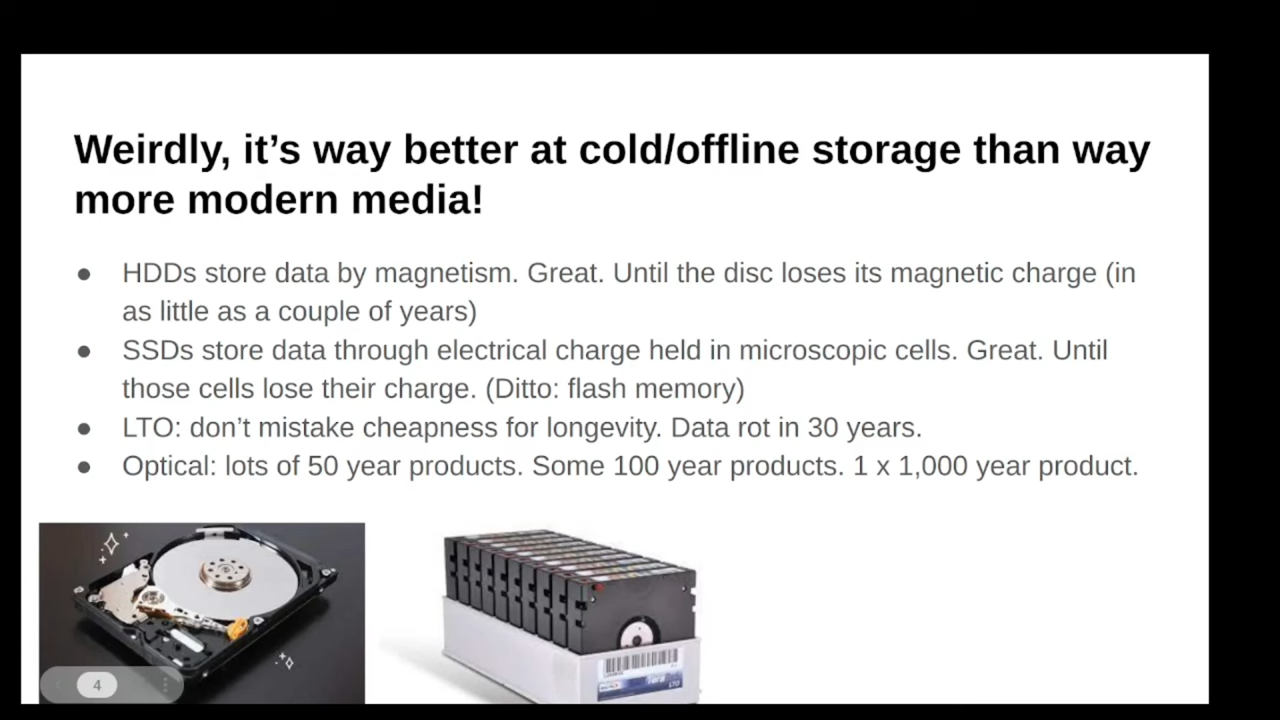 Weirdly, it’s way better at cold/offline storage than way
more modern media!
● HDDs store data by magnetism. Great. Until the disc loses its magnetic charge (in
as little as a couple of years)
● SSDs store data through electrical charge held in microscopic cells. Great. Until
those cells lose their charge. (Ditto: flash memory)
● LTO: don’t mistake cheapness for longevity. Data rot in 30 years.
● Optical: lots of 50 year products. Some 100 year products. 1 x 1,000 year product.
LTO
4